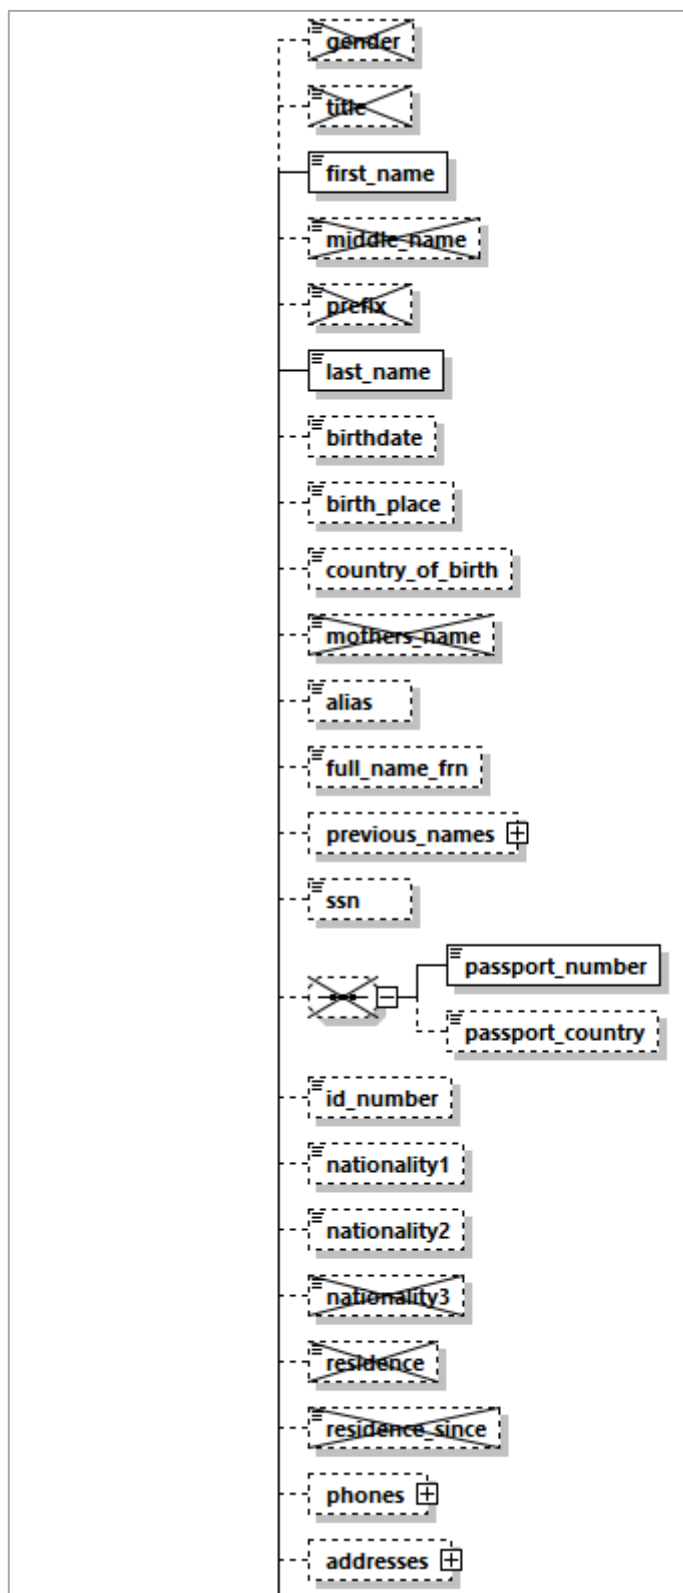 gender
title
first_name
middle_name
prefix
last_name
birthdate
birth_place
country_of_birth
mothers_name
alias
full_name_frn
previous_names
ssn
passport_number
passport_country
id_number
nationality1
nationality2
nationality3
residence
residence_since
phones
addresses